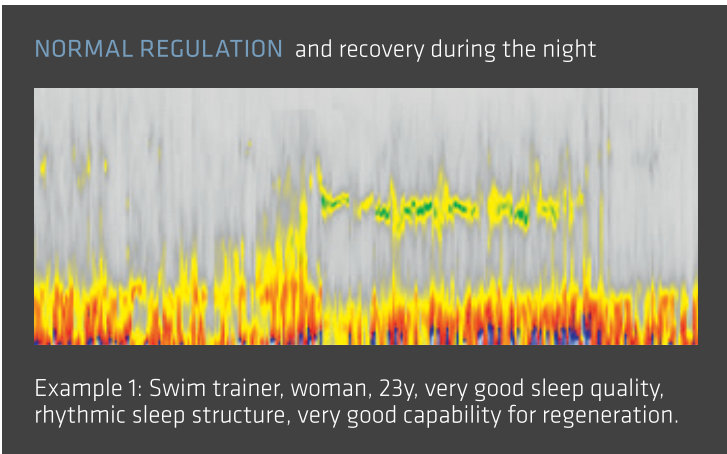 NORMAL REGULATION and recovery during the night
Example 1: Swim trainer, woman, 23y, very good sleep quality,
rhythmic sleep structure, very good capability for regeneration.